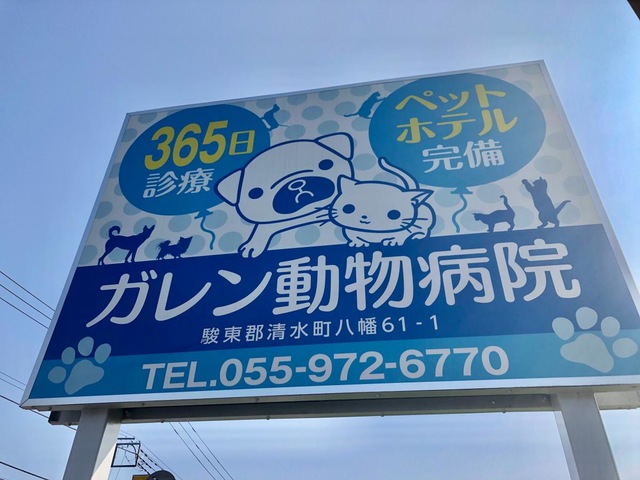 365日
診療
ペット
ホテル
完備
ガレン動物病院
駿東郡清水町八幡61-1
TEL.055-972-6770